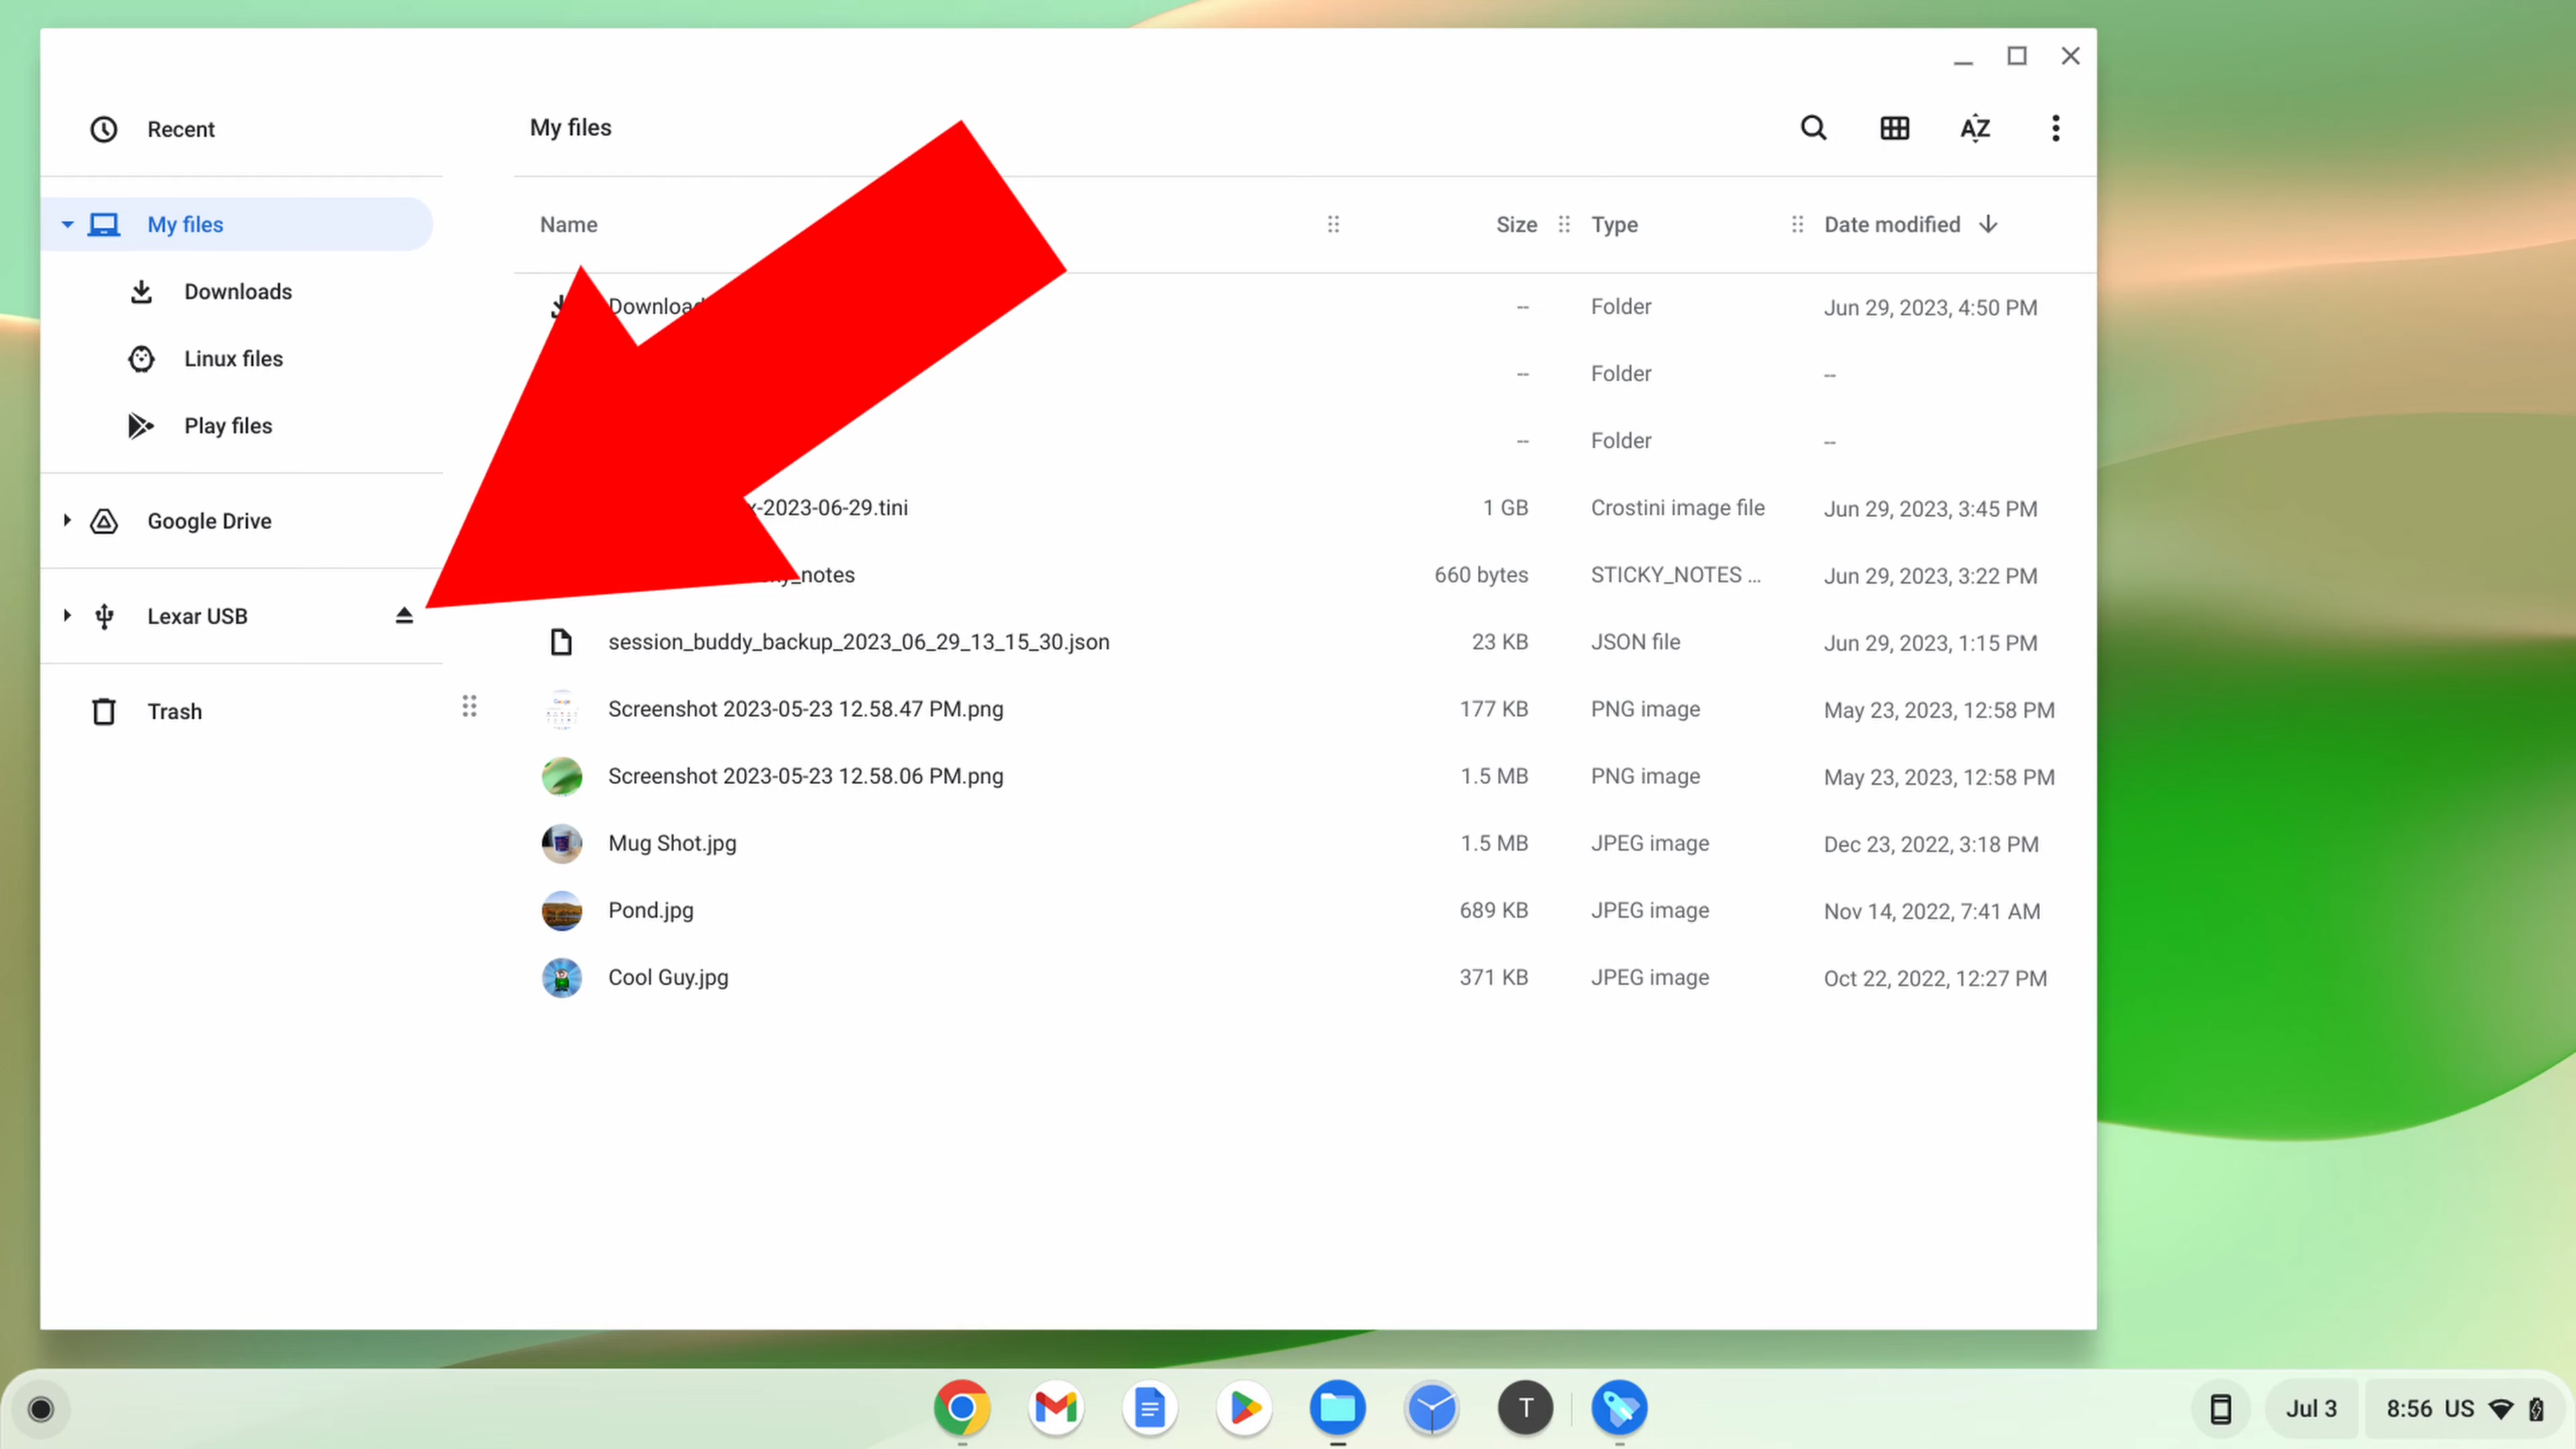 Recent
My files
Downloads
Linux files
Play files
Google Drive
Lexar USB
Trash
My files
AZ
Name Size Type Date modified
-- Folder Jun 29, 2023, 4:50 PM
-- Folder --
-- Folder --
-2023-06-29.tini 1 GB Crostini image file Jun 29, 2023, 3:45 PM
_notes 660 bytes STICKY_NOTES ... Jun 29, 2023, 3:22 PM
session_buddy_backup_2023_06_29_13_15_30.json 23 KB JSON file Jun 29, 2023, 1:15 PM
Screenshot 2023-05-23 12.58.47 PM.png 177 KB PNG image May 23, 2023, 12:58 PM
Screenshot 2023-05-23 12.58.06 PM.png 1.5 MB PNG image May 23, 2023, 12:58 PM
Mug Shot.jpg 1.5 MB JPEG image Dec 23, 2022, 3:18 PM
Pond.jpg 689 KB JPEG image Nov 14, 2022, 7:41 AM
Cool Guy.jpg 371 KB JPEG image Oct 22, 2022, 12:27 PM
T
Jul 3
8:56 US